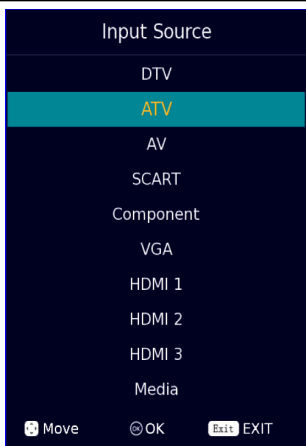 Input Source
DTV
ATV
AV
SCART
Component
VGA
HDMI 1
HDMI 2
HDMI 3
Media
Move OK OK Exit EXIT